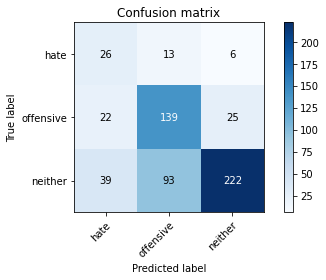 Confusion matrix
True label
hate 26 13 6
offensive 22 139 25
neither 39 93 222
hate offensive neither
Predicted label
200
175
150
125
100
75
50
25